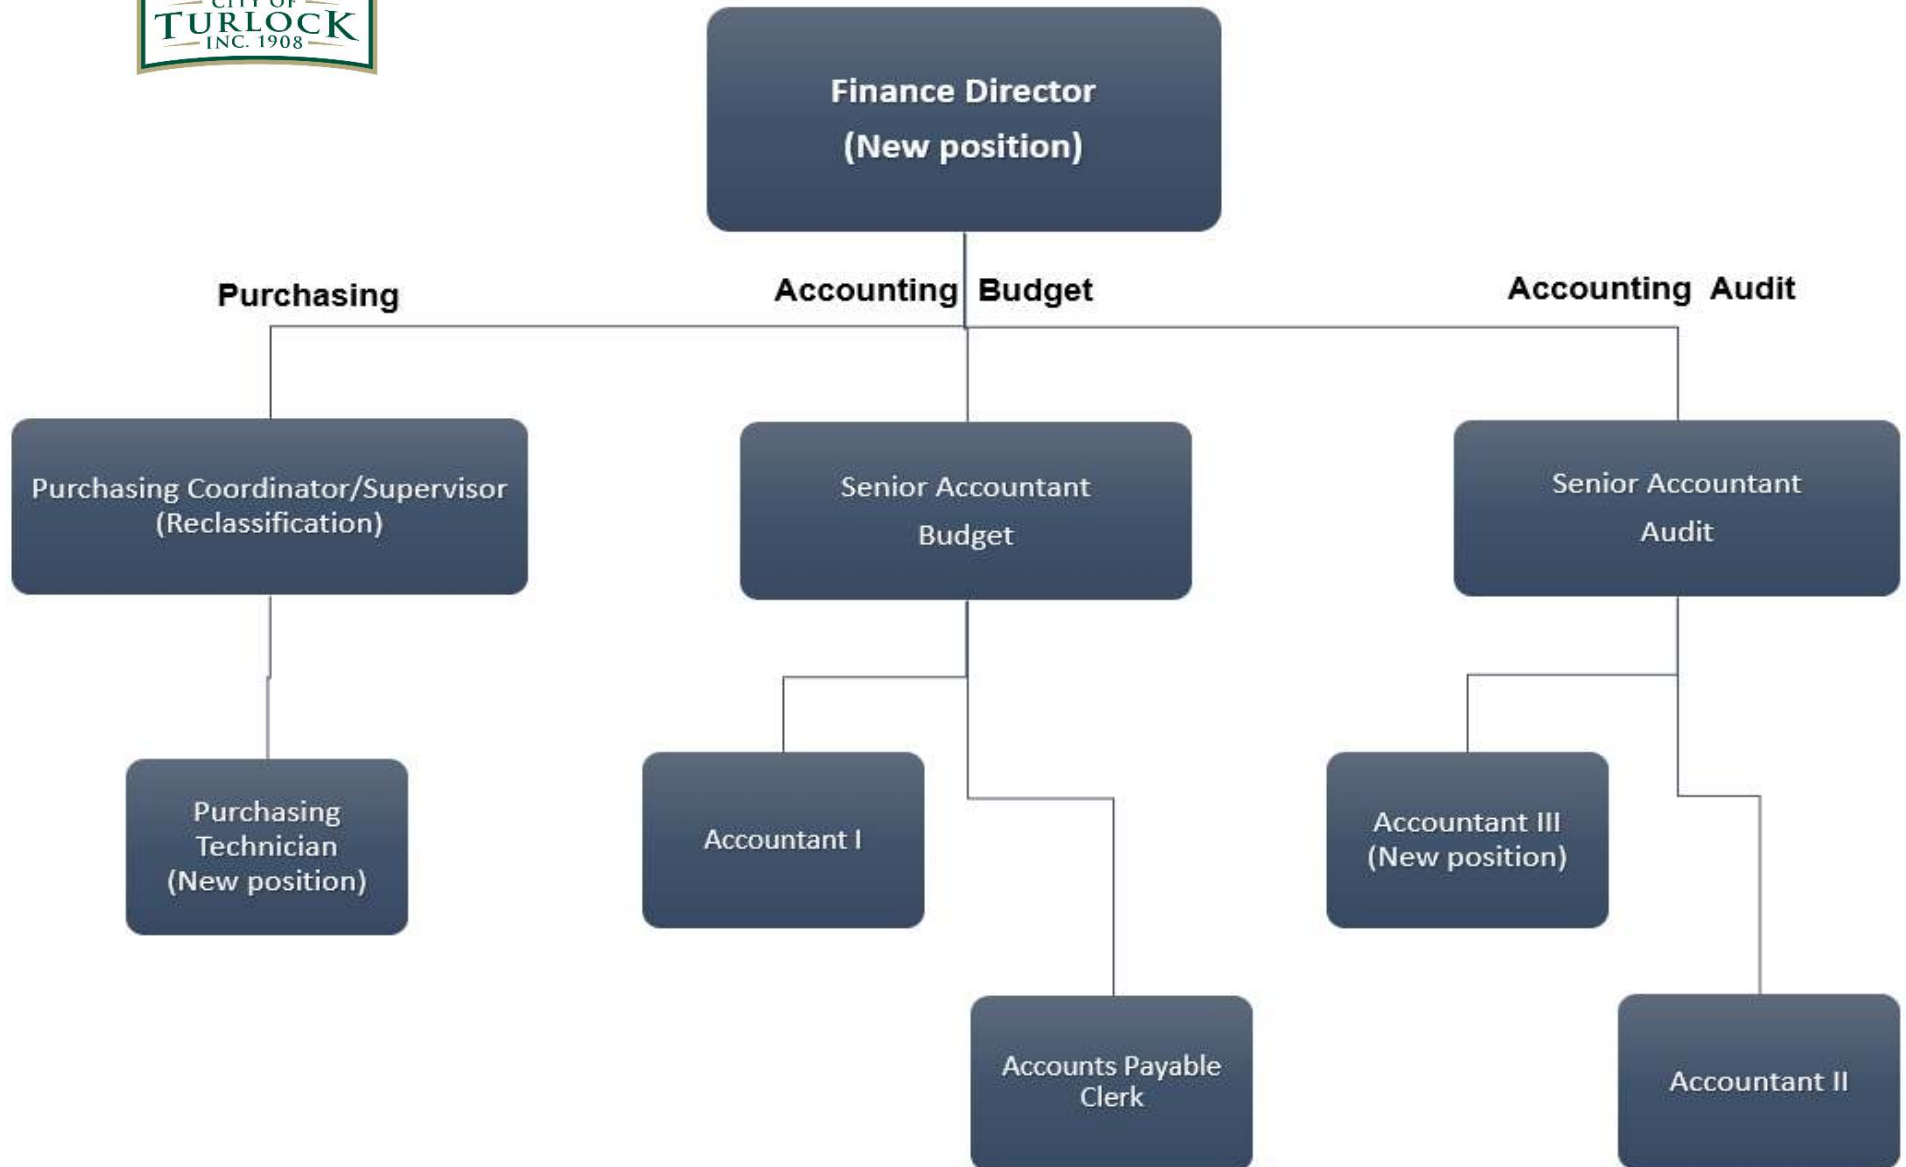 CITY OF
TURLOCK
INC. 1908
Finance Director
(New position)
Purchasing
Accounting Budget
Accounting Audit
Purchasing Coordinator/Supervisor
(Reclassification)
Senior Accountant
Budget
Senior Accountant
Audit
Purchasing
Technician
(New position)
Accountant I
Accountant III
(New position)
Accounts Payable
Clerk
Accountant II